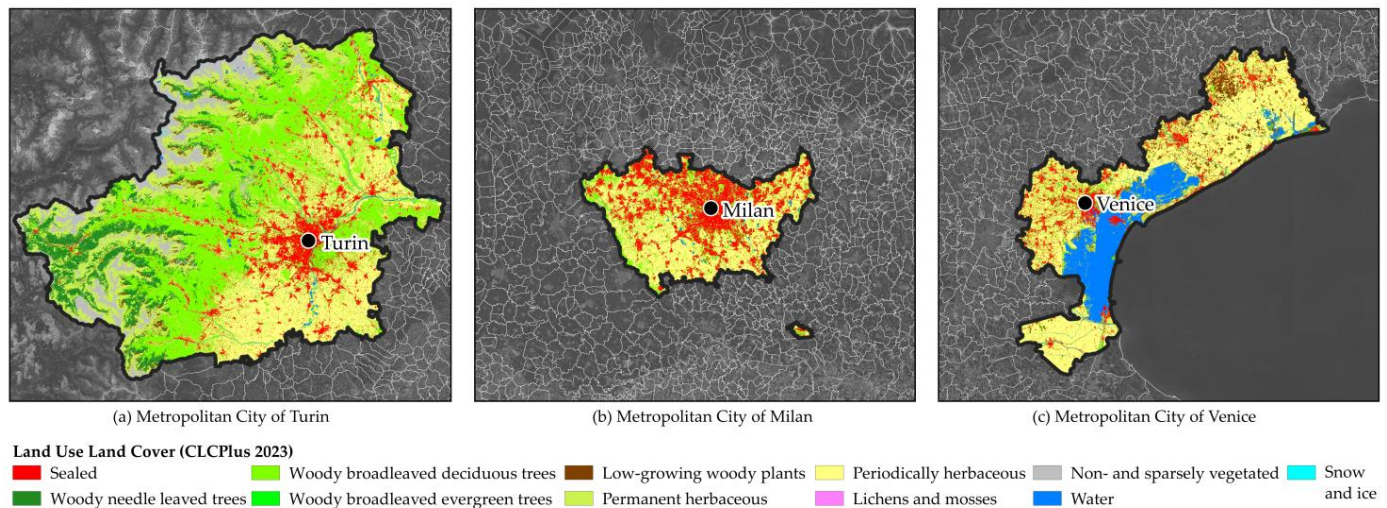 Turin
Milan
Venice
(a) Metropolitan City of Turin
(b) Metropolitan City of Milan
(c) Metropolitan City of Venice
Land Use Land Cover (CLCPlus 2023)
Sealed
Woody broadleaved deciduous trees
Low-growing woody plants
Periodically herbaceous
Non- and sparsely vegetated
Snow
and ice
Woody needle leaved trees
Woody broadleaved evergreen trees
Permanent herbaceous
Lichens and mosses
Water